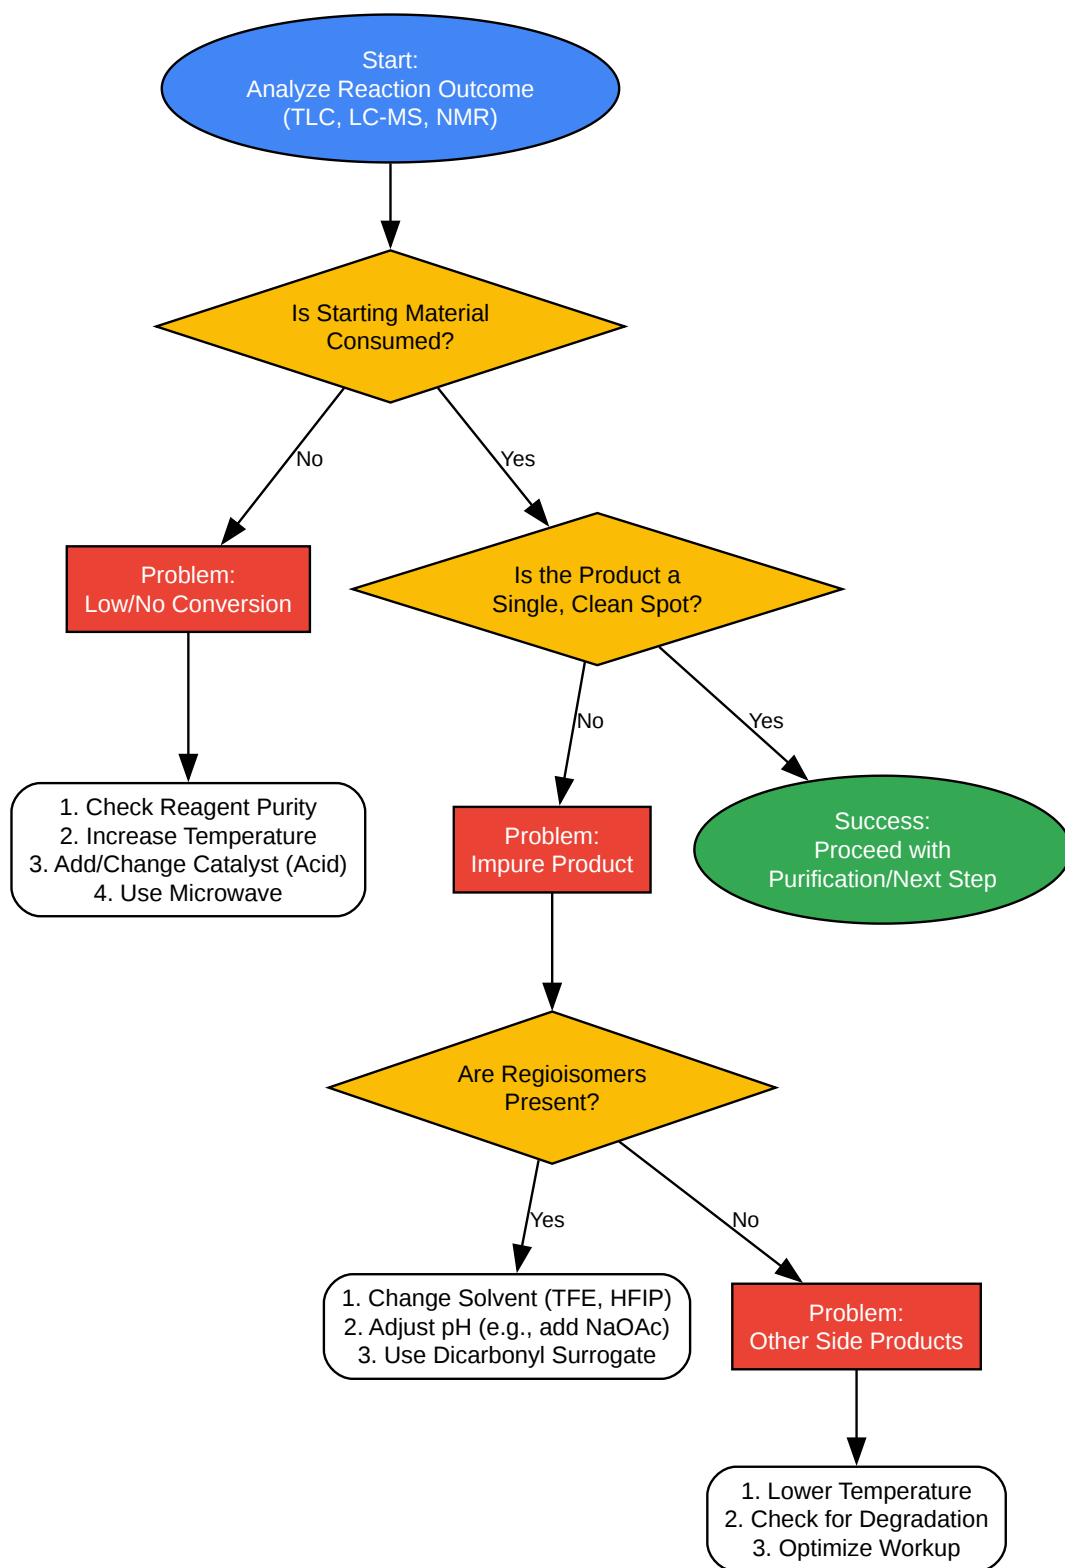 Start:
Analyze Reaction Outcome
(TLC, LC-MS, NMR)
Is Starting Material
Consumed?
No
Yes
Problem:
Low/No Conversion
Is the Product a
Single, Clean Spot?
No
Yes
1. Check Reagent Purity
2. Increase Temperature
3. Add/Change Catalyst (Acid)
4. Use Microwave
Problem:
Impure Product
Success:
Proceed with
Purification/Next Step
Are Regioisomers
Present?
Yes
No
1. Change Solvent (TFE, HFIP)
2. Adjust pH (e.g., add NaOAc)
3. Use Dicarbonyl Surrogate
Problem:
Other Side Products
1. Lower Temperature
2. Check for Degradation
3. Optimize Workup